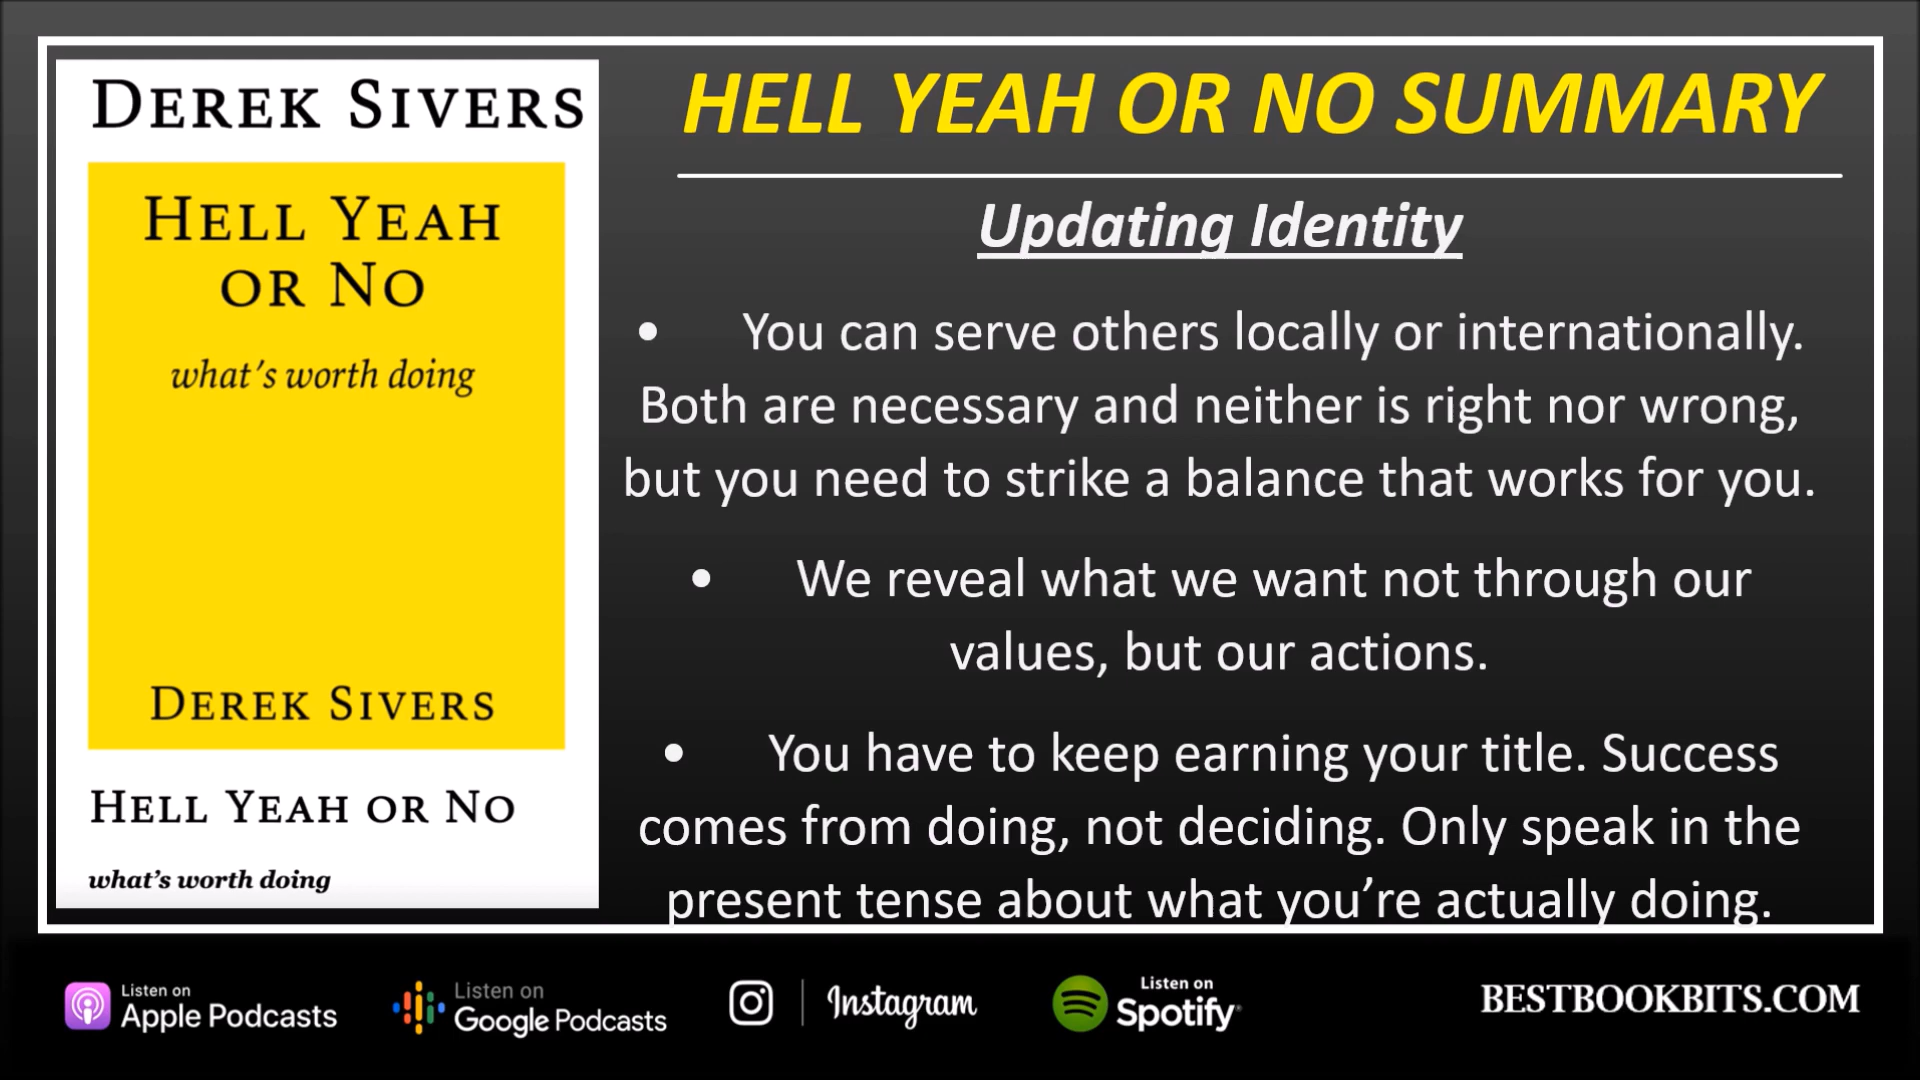 DEREK SIVERS
HELL YEAH
OR NO
what's worth doing
DEREK SIVERS
HELL YEAH OR NO
what's worth doing
HELL YEAH OR NO SUMMARY
Updating Identity
• You can serve others locally or internationally.
Both are necessary and neither is right nor wrong,
but you need to strike a balance that works for you.
• We reveal what we want not through our
values, but our actions.
• You have to keep earning your title. Success
comes from doing, not deciding. Only speak in the
present tense about what you’re actually doing.
Listen on
Apple Podcasts
Listen on
Google Podcasts
Instagram
Listen on
Spotify
BESTBOOKBITS.COM